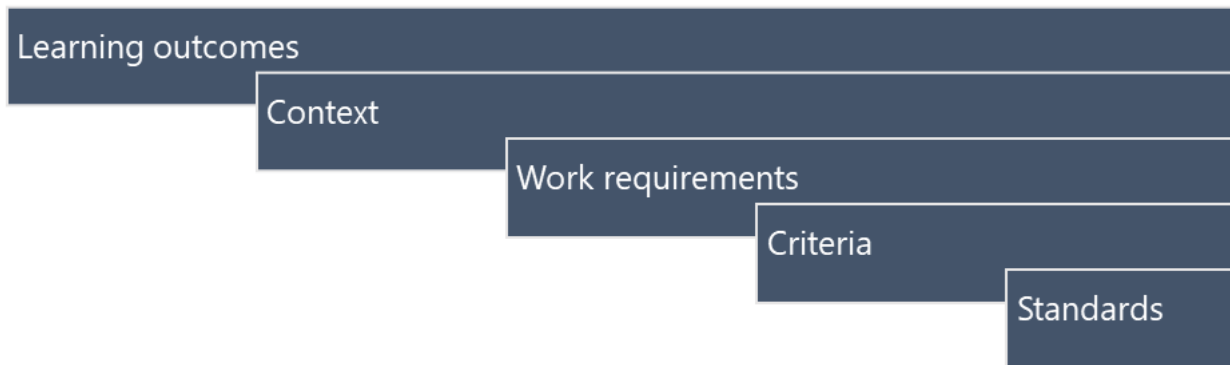 Learning outcomes
Context
Work requirements
Criteria
Standards